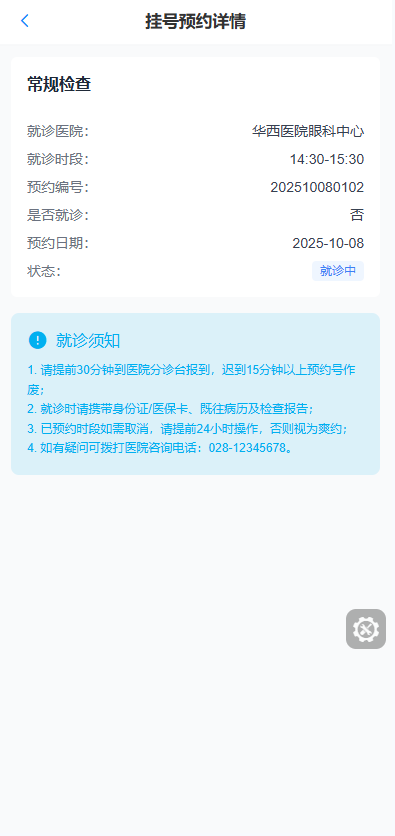 挂号预约详情
常规检查
就诊医院： 华西医院眼科中心
就诊时段： 14:30-15:30
预约编号： 202510080102
是否就诊： 否
预约日期： 2025-10-08
状态： 就诊中
就诊须知
1. 请提前30分钟到医院分诊台报到，迟到15分钟以上预约号作
废；
2. 就诊时请携带身份证/医保卡、既往病历及检查报告；
3. 已预约时段如需取消，请提前24小时操作，否则视为爽约；
4. 如有疑问可拨打医院咨询电话：028-12345678。